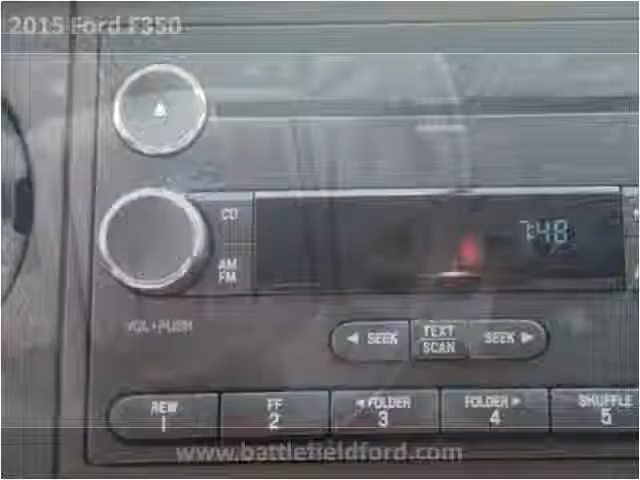 2015 Ford F350
CD
7:48
AM
FM
VOL•PUSH
◄ SEEK TEXT SEEK ►
SCAN
REW FF ◄FOLDER FOLDER► SHUFFLE
1 2 3 4 5
www.battlefieldford.com